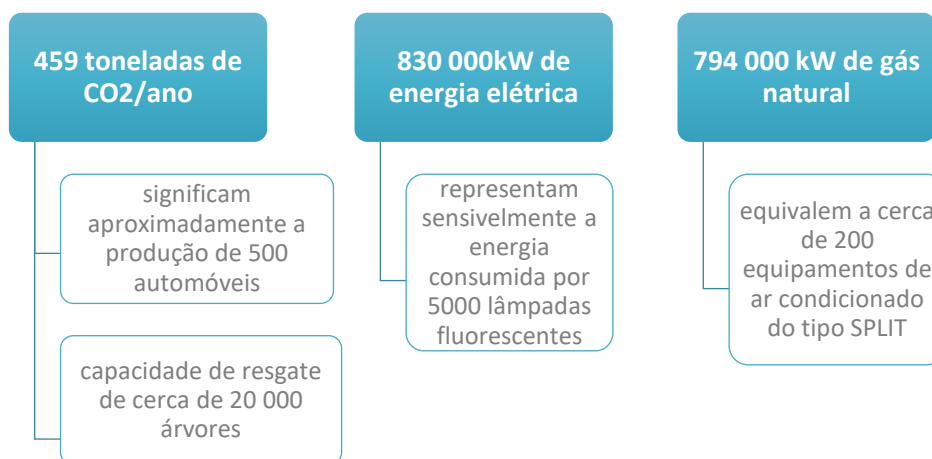 459 toneladas de
CO2/ano
significam
aproximadamente a
produção de 500
automóveis
capacidade de resgate
de cerca de 20 000
árvores
830 000kW de
energia elétrica
representam
sensivelmente a
energia
consumida por
5000 lâmpadas
fluorescentes
794 000 kW de gás
natural
equivalem a cerca
de 200
equipamentos de
ar condicionado
do tipo SPLIT